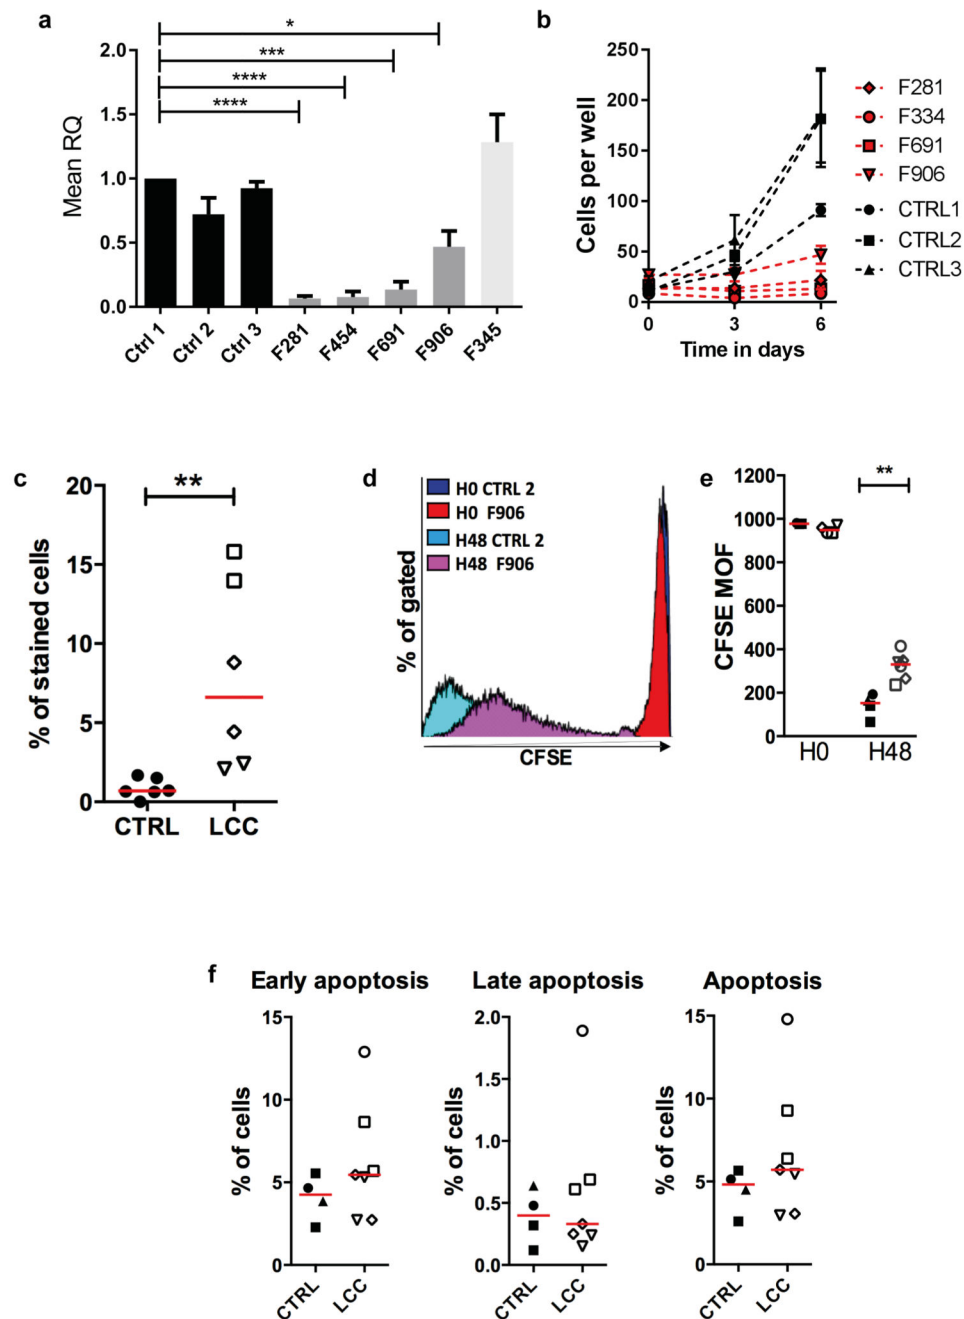 a
*
***
****
****
Mean RQ
2.0
1.5
1.0
0.5
0.0
Ctrl 1
Ctrl 2
Ctrl 3
F281
F454
F691
F906
F345
b
Cells per well
250
200
150
100
50
0
0
3
6
Time in days
F281
F334
F691
F906
CTRL1
CTRL2
CTRL3
c
**
% of stained cells
20
15
10
5
0
CTRL
LCC
d
H0 CTRL 2
H0 F906
H48 CTRL 2
H48 F906
% of gated
CFSE
e
**
CFSE MOF
1200
1000
800
600
400
200
0
H0
H48
f
Early apoptosis
% of cells
15
10
5
0
CTRL
LCC
Late apoptosis
% of cells
2.0
1.5
1.0
0.5
0.0
CTRL
LCC
Apoptosis
% of cells
15
10
5
0
CTRL
LCC